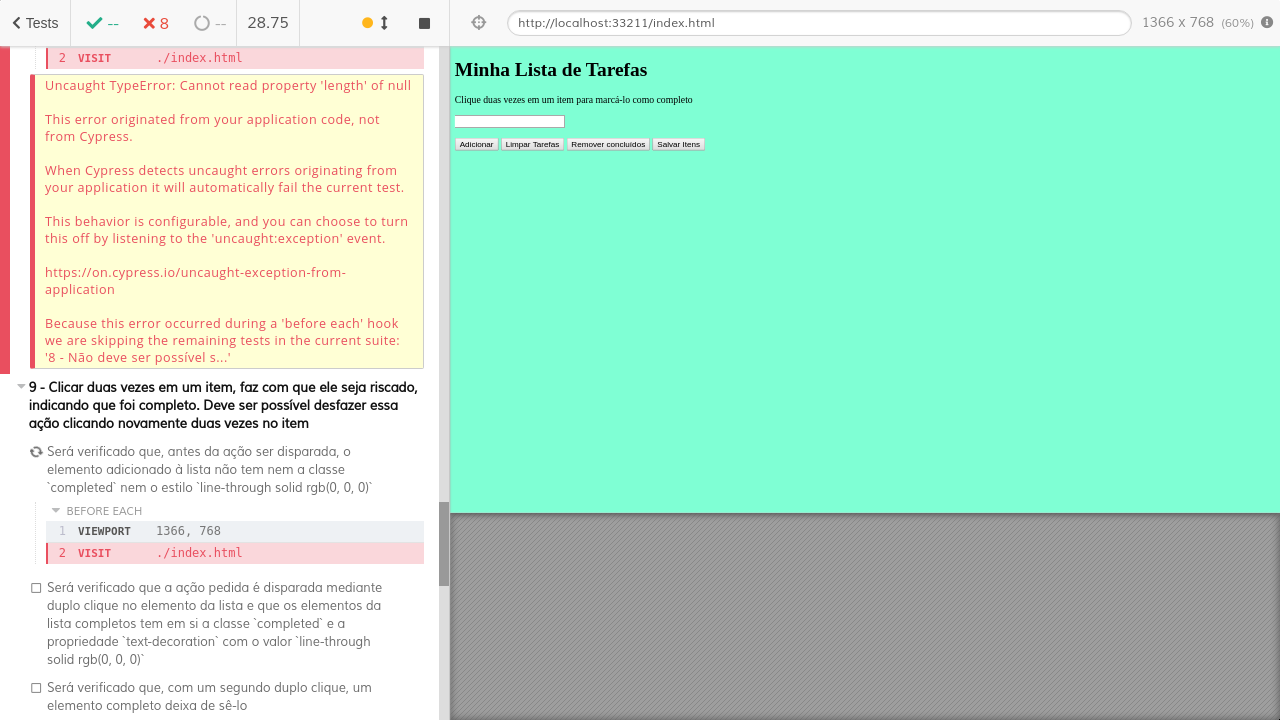 Tests
--
8
--
28.75
http://localhost:33211/index.html
1366 x 768 (60%)
2 VISIT ./index.html
Uncaught TypeError: Cannot read property 'length' of null
This error originated from your application code, not
from Cypress.
When Cypress detects uncaught errors originating from
your application it will automatically fail the current test.
This behavior is configurable, and you can choose to turn
this off by listening to the 'uncaught:exception' event.
https://on.cypress.io/uncaught-exception-from-
application
Because this error occurred during a 'before each' hook
we are skipping the remaining tests in the current suite:
'8 - Não deve ser possível s...'
9 - Clicar duas vezes em um item, faz com que ele seja riscado,
indicando que foi completo. Deve ser possível desfazer essa
ação clicando novamente duas vezes no item
Será verificado que, antes da ação ser disparada, o
elemento adicionado à lista não tem nem a classe
`completed` nem o estilo `line-through solid rgb(0, 0, 0)`
BEFORE EACH
1 VIEWPORT 1366, 768
2 VISIT ./index.html
Será verificado que a ação pedida é disparada mediante
duplo clique no elemento da lista e que os elementos da
lista completos tem em si a classe `completed` e a
propriedade `text-decoration` com o valor `line-through
solid rgb(0, 0, 0)`
Será verificado que, com um segundo duplo clique, um
elemento completo deixa de sê-lo
Minha Lista de Tarefas
Clique duas vezes em um item para marcá-lo como completo
Adicionar Limpar Tarefas Remover concluídos Salvar Itens